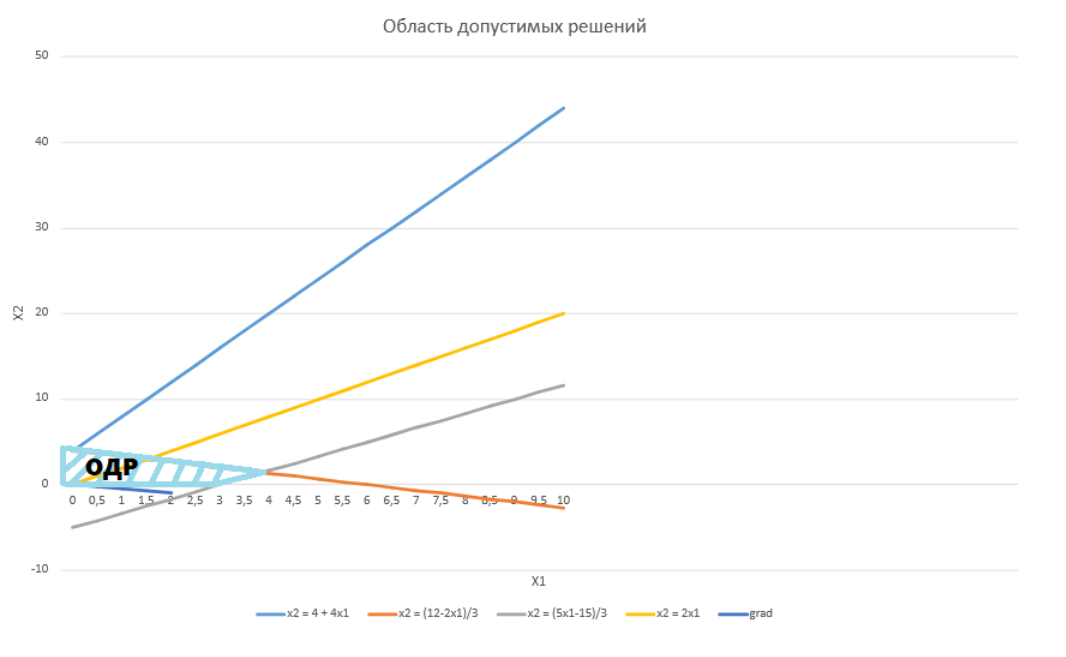 Область допустимых решений
50
40
30
20
10
0
-10
X2
ОДР
0 0,5 1 1,5 2 2,5 3 3,5 4 4,5 5 5,5 6 6,5 7 7,5 8 8,5 9 9,5 10
X1
x2 = 4 + 4x1 x2 = (12-2x1)/3 x2 = (5x1-15)/3 x2 = 2x1 grad